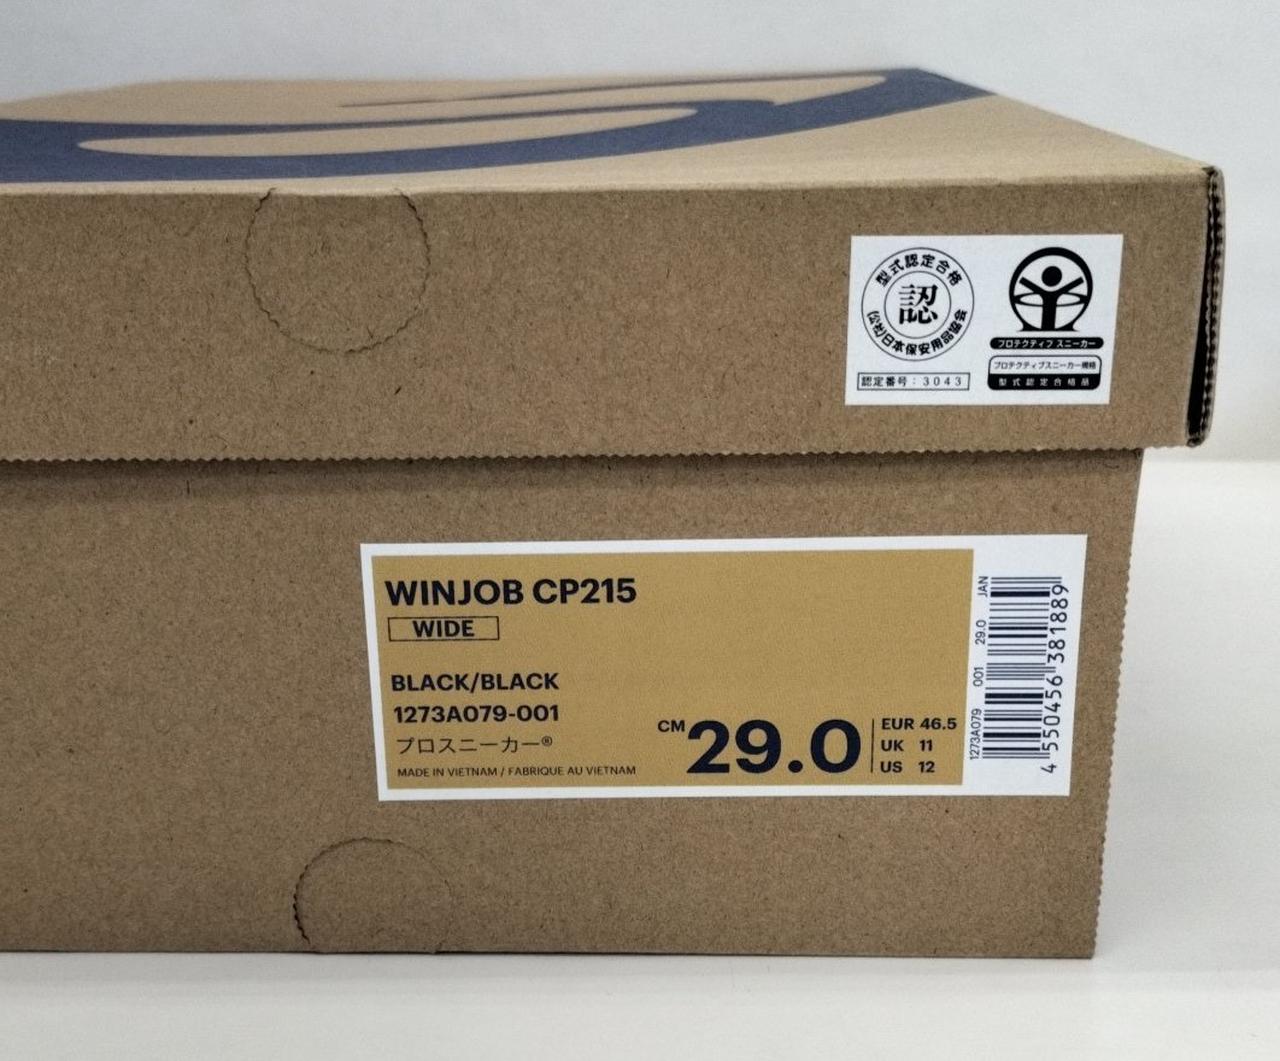 型式認定合格
認
(公社)日本保安用品協会
認定番号：3043
プロテクティブ スニーカー
プロテクティブスニーカー規格
型式認定合格品
WINJOB CP215
WIDE
BLACK/BLACK
1273A079-001
プロスニーカー®
MADE IN VIETNAM / FABRIQUE AU VIETNAM
CM 29.0
EUR 46.5
UK 11
US 12
1273A079 001 29.0 JAN
4 550456 381889